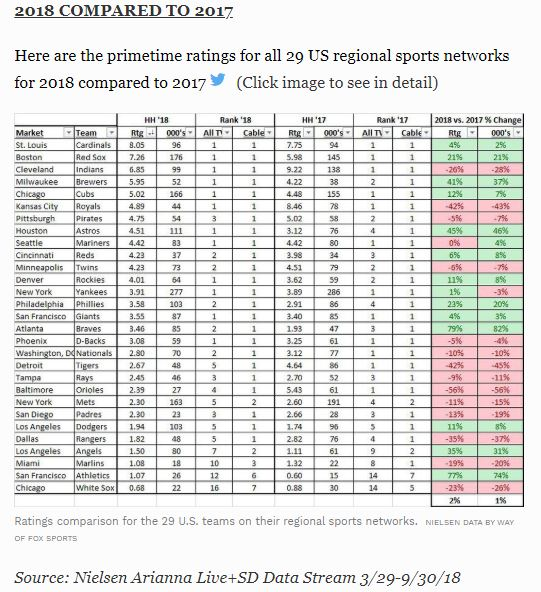 2018 COMPARED TO 2017
Here are the primetime ratings for all 29 US regional sports networks
for 2018 compared to 2017 (Click image to see in detail)
HH '18 Rank '18 HH '17 Rank '17 2018 vs. 2017 % Change
Market Team Rtg 000's All TV Cable Rtg 000's All TV Cable Rtg 000's
St. Louis Cardinals 8.05 96 1 1 7.75 94 1 1 4% 2%
Boston Red Sox 7.26 176 1 1 5.98 145 1 1 21% 21%
Cleveland Indians 6.85 99 1 1 9.22 138 1 1 -26% -28%
Milwaukee Brewers 5.95 52 1 1 4.22 38 2 1 41% 37%
Chicago Cubs 5.02 166 1 1 4.48 155 1 1 12% 7%
Kansas City Royals 4.89 44 1 1 8.46 78 1 1 -42% -43%
Pittsburgh Pirates 4.75 54 3 1 5.02 58 2 1 -5% -7%
Houston Astros 4.51 111 1 1 3.12 76 4 1 45% 46%
Seattle Mariners 4.42 83 1 1 4.42 80 1 1 0% 4%
Cincinnati Reds 4.23 37 2 1 3.98 34 3 1 6% 8%
Minneapolis Twins 4.23 73 2 1 4.51 79 2 1 -6% -7%
Denver Rockies 4.01 64 1 1 3.62 59 2 1 11% 8%
New York Yankees 3.91 277 1 1 3.89 286 1 1 1% -3%
Philadelphia Phillies 3.58 103 2 1 2.91 86 4 1 23% 20%
San Francisco Giants 3.55 87 1 1 3.40 85 1 1 4% 3%
Atlanta Braves 3.46 85 2 1 1.93 47 3 1 79% 82%
Phoenix D-Backs 3.08 59 1 1 3.25 61 1 1 -5% -4%
Washington, DC Nationals 2.80 70 2 1 3.12 77 1 1 -10% -10%
Detroit Tigers 2.67 48 5 1 4.64 86 1 1 -42% -45%
Tampa Rays 2.45 46 3 1 2.70 52 3 1 -9% -11%
Baltimore Orioles 2.39 27 4 1 5.43 61 1 1 -56% -56%
New York Mets 2.30 163 5 2 2.60 191 4 2 -11% -15%
San Diego Padres 2.30 23 3 1 2.66 28 3 1 -13% -19%
Los Angeles Dodgers 1.94 103 5 1 1.74 96 5 1 11% 8%
Dallas Rangers 1.82 48 5 1 2.82 76 4 1 -35% -37%
Los Angeles Angels 1.50 80 7 2 1.11 61 9 2 35% 31%
Miami Marlins 1.08 18 10 3 1.32 22 8 1 -19% -20%
San Francisco Athletics 1.07 26 12 6 0.60 15 14 7 77% 74%
Chicago White Sox 0.68 22 16 7 0.88 30 14 5 -23% -26%
2% 1%
Ratings comparison for the 29 U.S. teams on their regional sports networks. NIELSEN DATA BY WAY
OF FOX SPORTS
Source: Nielsen Arianna Live+SD Data Stream 3/29-9/30/18